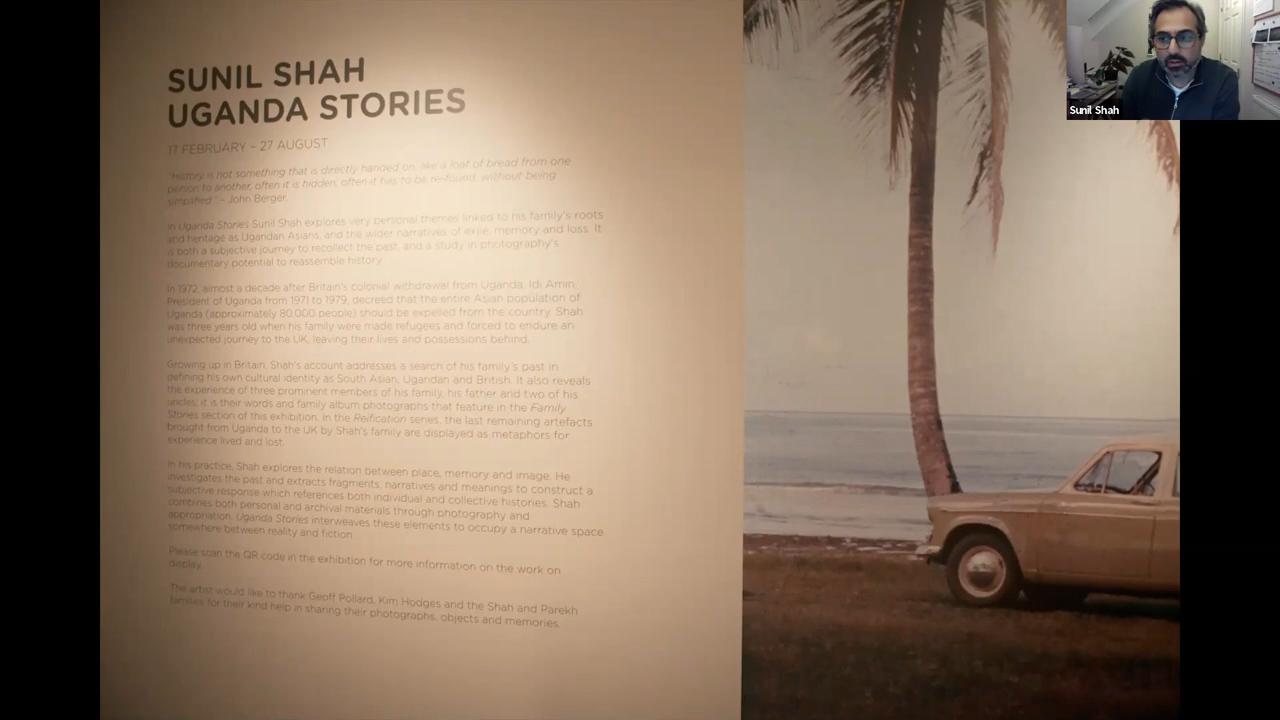 SUNIL SHAH
UGANDA STORIES
17 FEBRUARY – 27 AUGUST
"History is not something that is directly handed on, like a loaf of bread from one
person to another, often it is hidden, often it has to be re-found, without being
simplified" – John Berger.
In Uganda Stories Sunil Shah explores very personal themes linked to his family's roots
and heritage as Ugandan Asians, and the wider narratives of exile, memory and loss. It
is both a subjective journey to recollect the past, and a study in photography's
documentary potential to reassemble history.
In 1972, almost a decade after Britain's colonial withdrawal from Uganda, Idi Amin,
President of Uganda from 1971 to 1979, decreed that the entire Asian population of
Uganda (approximately 80,000 people) should be expelled from the country. Shah
was three years old when his family were made refugees and forced to endure an
unexpected journey to the UK, leaving their lives and possessions behind.
Growing up in Britain, Shah's account addresses a search of his family's past in
defining his own cultural identity as South Asian, Ugandan and British. It also reveals
the experience of three prominent members of his family, his father and two of his
uncles; it is their words and family album photographs that feature in the Family
Stories section of this exhibition. In the Reification series, the last remaining artefacts
brought from Uganda to the UK by Shah's family are displayed as metaphors for
experience lived and lost.
In his practice, Shah explores the relation between place, memory and image. He
investigates the past and extracts fragments, narratives and meanings to construct a
subjective response which references both individual and collective histories. Shah
combines both personal and archival materials through photography and
appropriation. Uganda Stories interweaves these elements to occupy a narrative space
somewhere between reality and fiction.
Please scan the QR code in the exhibition for more information on the work on
display.
The artist would like to thank Geoff Pollard, Kim Hodges and the Shah and Parekh
families for their kind help in sharing their photographs, objects and memories.
Sunil Shah